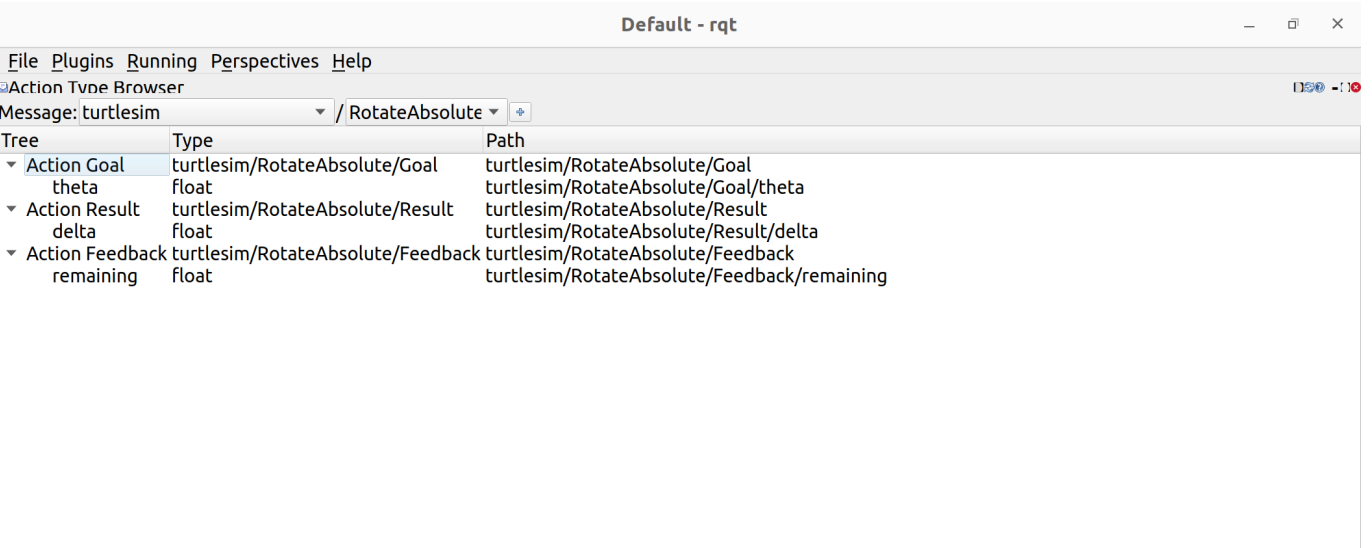 Default - rqt
File Plugins Running Perspectives Help
Action Type Browser
Message: turtlesim / RotateAbsolute
Tree Type Path
Action Goal turtlesim/RotateAbsolute/Goal turtlesim/RotateAbsolute/Goal
theta float turtlesim/RotateAbsolute/Goal/theta
Action Result turtlesim/RotateAbsolute/Result turtlesim/RotateAbsolute/Result
delta float turtlesim/RotateAbsolute/Result/delta
Action Feedback turtlesim/RotateAbsolute/Feedback turtlesim/RotateAbsolute/Feedback
remaining float turtlesim/RotateAbsolute/Feedback/remaining